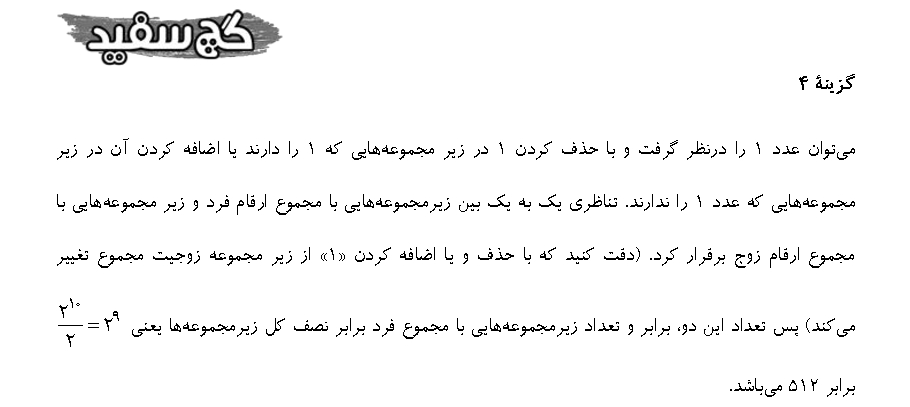 گچ سفید
گزینهٔ ۴
می‌توان عدد ۱ را درنظر گرفت و با حذف کردن ۱ در زیر مجموعه‌هایی که ۱ را دارند یا اضافه کردن آن در زیر
مجموعه‌هایی که عدد ۱ را ندارند. تناظری یک به یک بین زیرمجموعه‌هایی با مجموع ارقام فرد و زیر مجموعه‌هایی با
مجموع ارقام زوج برقرار کرد. (دقت کنید که با حذف و یا اضافه کردن «۱» از زیر مجموعه زوجیت مجموع تغییر
می‌کند) پس تعداد این دو، برابر و تعداد زیرمجموعه‌هایی با مجموع فرد برابر نصف کل زیرمجموعه‌ها یعنی ۲^۱۰/۲ = ۲^۹
برابر ۵۱۲ می‌باشد.